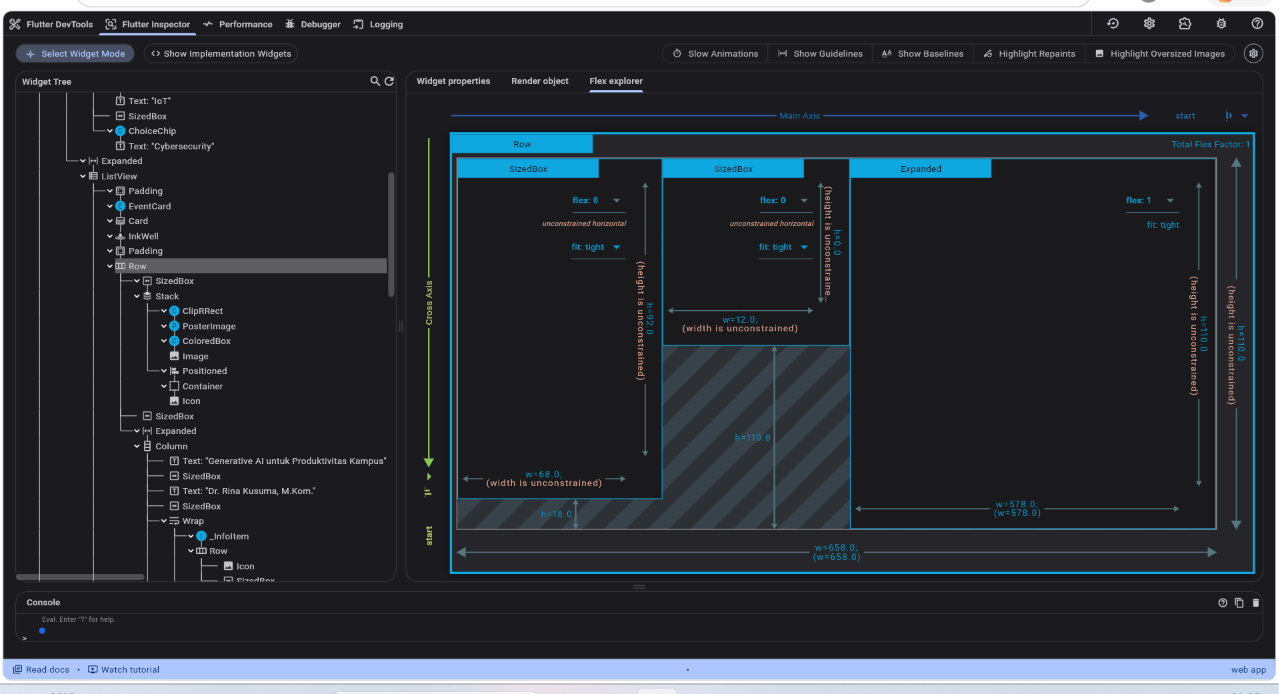 Flutter DevTools Flutter Inspector Performance Debugger Logging
Select Widget Mode <> Show Implementation Widgets Slow Animations Show Guidelines Show Baselines Highlight Repaints Highlight Oversized Images
Widget Tree
Text: "IoT"
SizedBox
ChoiceChip
Text: "Cybersecurity"
Expanded
ListView
Padding
EventCard
Card
InkWell
Padding
Row
SizedBox
Stack
ClipRRect
PosterImage
ColoredBox
Image
Positioned
Container
Icon
SizedBox
Expanded
Column
Text: "Generative AI untuk Produktivitas Kampus"
SizedBox
Text: "Dr. Rina Kusuma, M.Kom."
SizedBox
Wrap
_InfoItem
Row
Icon
SizedBox
Widget properties Render object Flex explorer
Main Axis
start
Cross Axis
start
Row
Total Flex Factor: 1
SizedBox
flex: 0
unconstrained horizontal
fit: tight
h=92.0
(height is unconstrained)
w=68.0;
(width is unconstrained)
h=18.0
SizedBox
flex: 0
unconstrained horizontal
fit: tight
h=0.0
(height is unconstraine...
w=12.0;
(width is unconstrained)
h=110.0
Expanded
flex: 1
fit: tight
h=110.0
(height is unconstrained)
w=578.0;
(w=578.0)
h=110.0
(height is unconstrained)
w=658.0;
(w=658.0)
Console
Eval. Enter "?" for help.
>
Read docs • Watch tutorial • web app